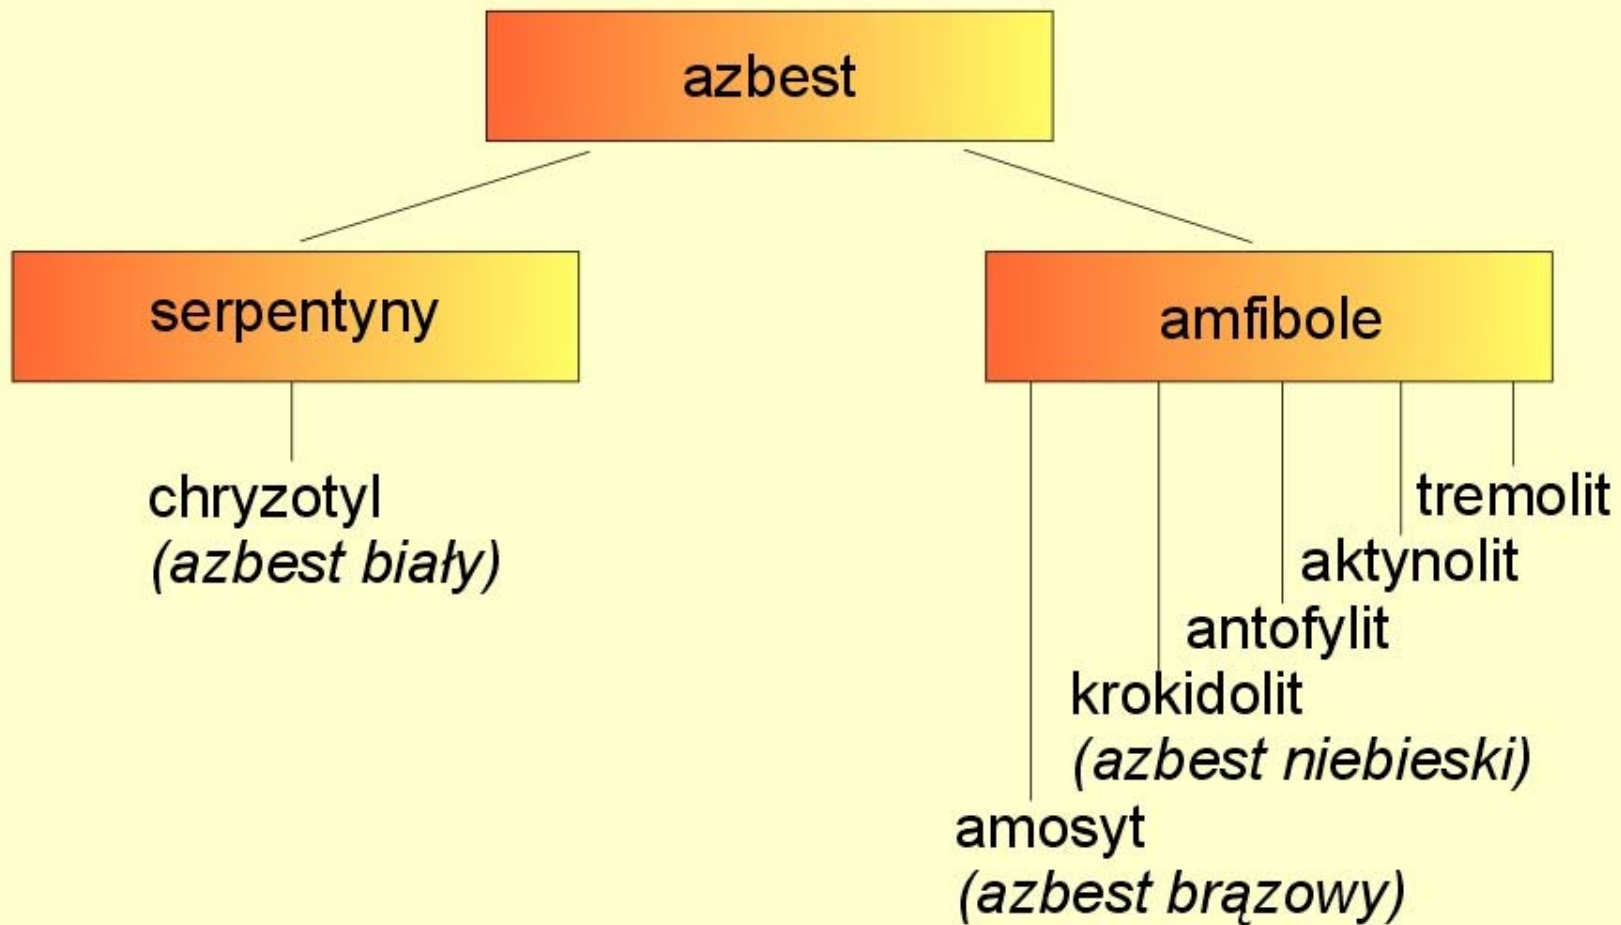 azbest
serpentyny
amfibole
chryzotyl
(azbest biały)
tremolit
aktynolit
antofylit
krokidolit
(azbest niebieski)
amosyt
(azbest brązowy)